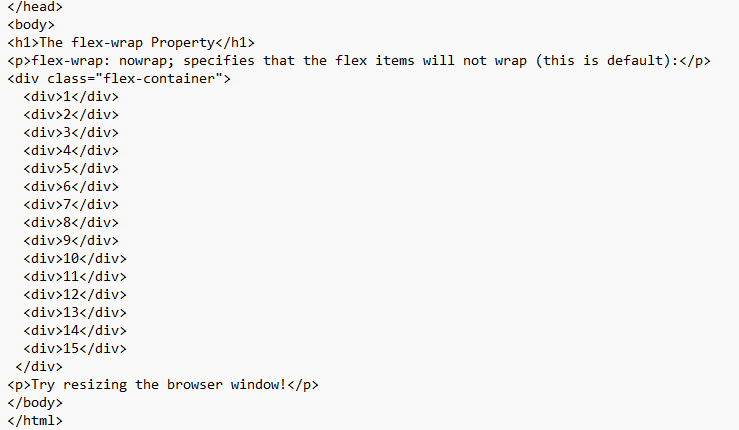 </head>
<body>
<h1>The flex-wrap Property</h1>
<p>flex-wrap: nowrap; specifies that the flex items will not wrap (this is default):</p>
<div class="flex-container">
  <div>1</div>
  <div>2</div>
  <div>3</div>
  <div>4</div>
  <div>5</div>
  <div>6</div>
  <div>7</div>
  <div>8</div>
  <div>9</div>
  <div>10</div>
  <div>11</div>
  <div>12</div>
  <div>13</div>
  <div>14</div>
  <div>15</div>
 </div>
<p>Try resizing the browser window!</p>
</body>
</html>